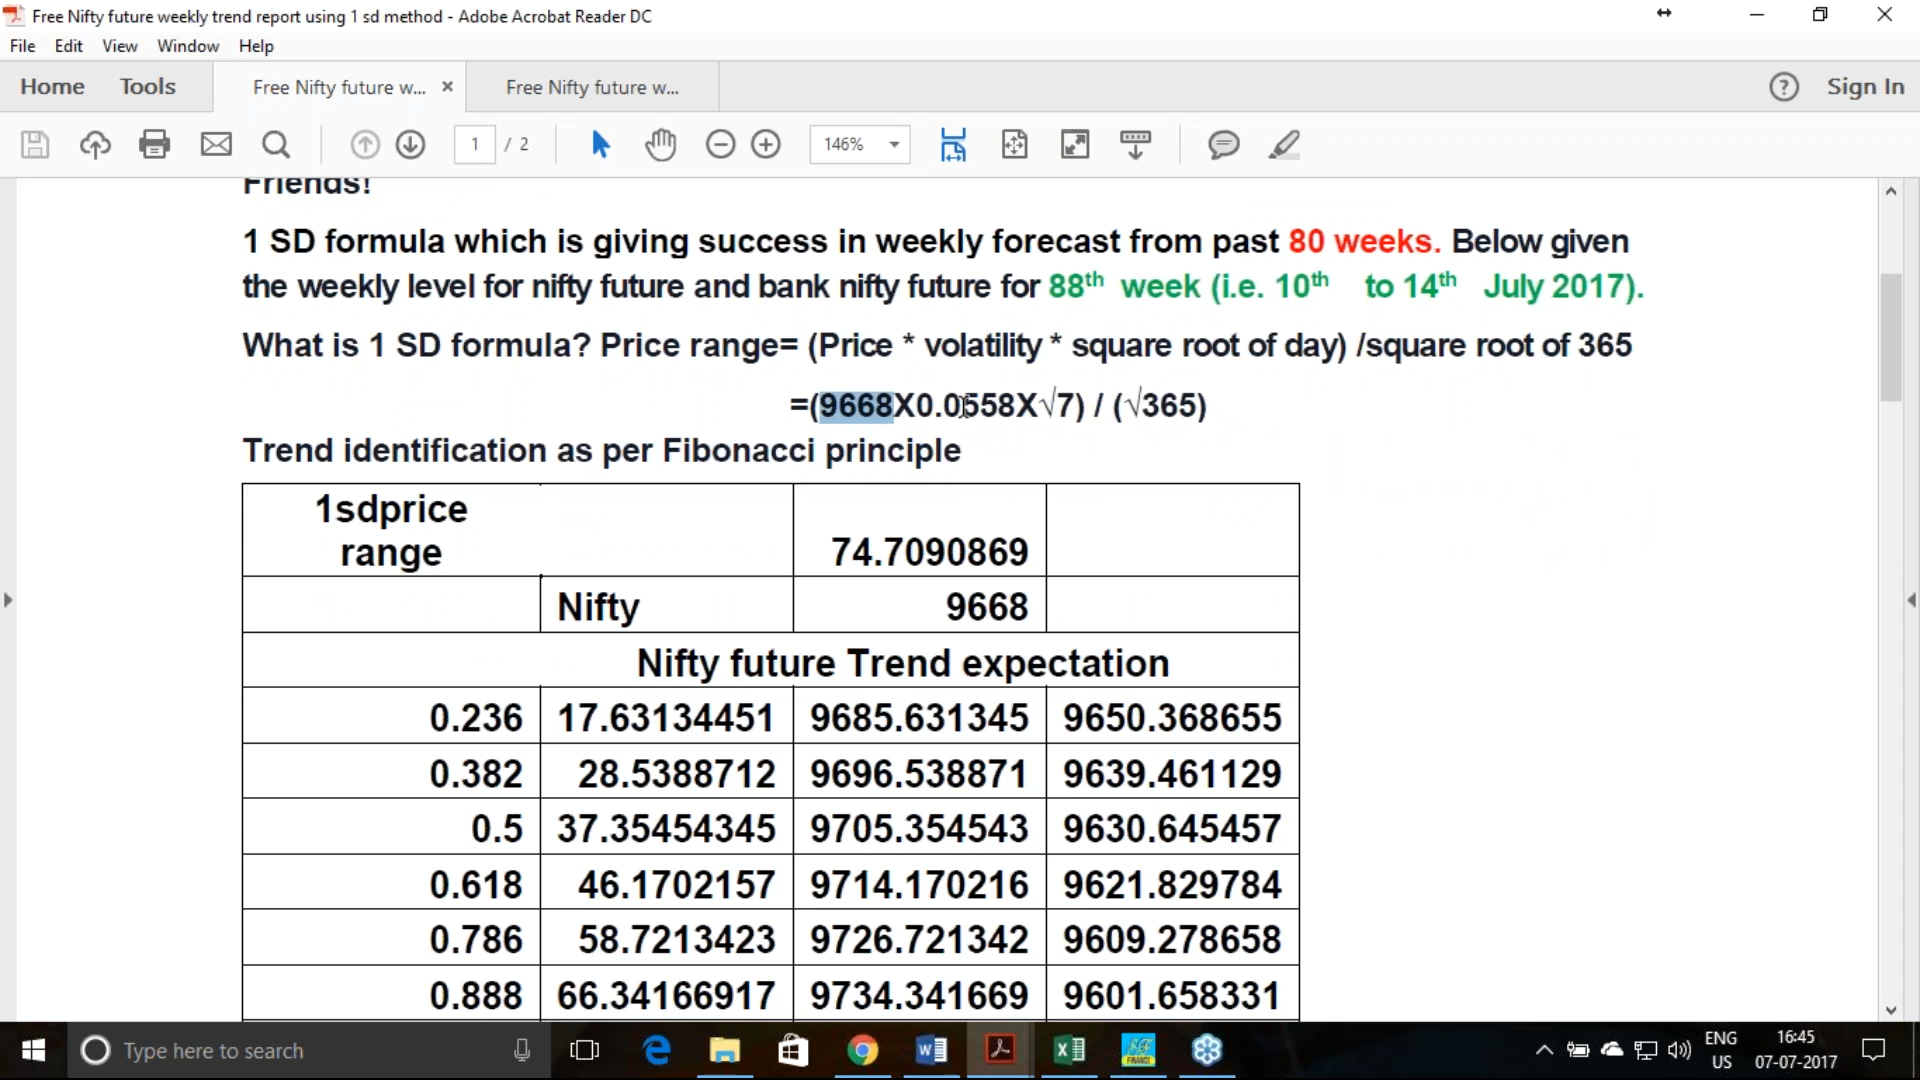 Free Nifty future weekly trend report using 1 sd method - Adobe Acrobat Reader DC
File Edit View Window Help
Home Tools Free Nifty future w... × Free Nifty future w... ? Sign In
1 / 2 146%
Friends!
1 SD formula which is giving success in weekly forecast from past 80 weeks. Below given
the weekly level for nifty future and bank nifty future for 88th week (i.e. 10th to 14th July 2017).
What is 1 SD formula? Price range= (Price * volatility * square root of day) /square root of 365
=(9668X0.0558X√7) / (√365)
Trend identification as per Fibonacci principle
1sdprice
range 74.7090869
Nifty 9668
Nifty future Trend expectation
0.236 17.63134451 9685.631345 9650.368655
0.382 28.5388712 9696.538871 9639.461129
0.5 37.35454345 9705.354543 9630.645457
0.618 46.1702157 9714.170216 9621.829784
0.786 58.7213423 9726.721342 9609.278658
0.888 66.34166917 9734.341669 9601.658331
Type here to search
ENG 16:45
US 07-07-2017